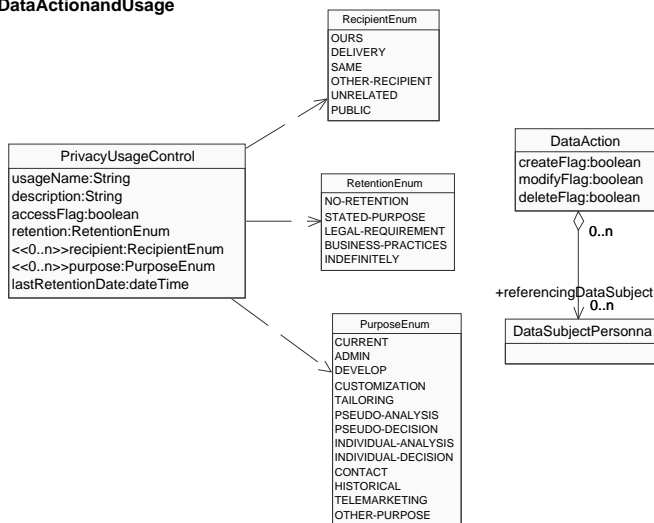 DataActionandUsage
RecipientEnum
OURS
DELIVERY
SAME
OTHER-RECIPIENT
UNRELATED
PUBLIC
PrivacyUsageControl
usageName:String
description:String
accessFlag:boolean
retention:RetentionEnum
<<0..n>>recipient:RecipientEnum
<<0..n>>purpose:PurposeEnum
lastRetentionDate:dateTime
RetentionEnum
NO-RETENTION
STATED-PURPOSE
LEGAL-REQUIREMENT
BUSINESS-PRACTICES
INDEFINITELY
PurposeEnum
CURRENT
ADMIN
DEVELOP
CUSTOMIZATION
TAILORING
PSEUDO-ANALYSIS
PSEUDO-DECISION
INDIVIDUAL-ANALYSIS
INDIVIDUAL-DECISION
CONTACT
HISTORICAL
TELEMARKETING
OTHER-PURPOSE
DataAction
createFlag:boolean
modifyFlag:boolean
deleteFlag:boolean
0..n
+referencingDataSubject
0..n
DataSubjectPersonna